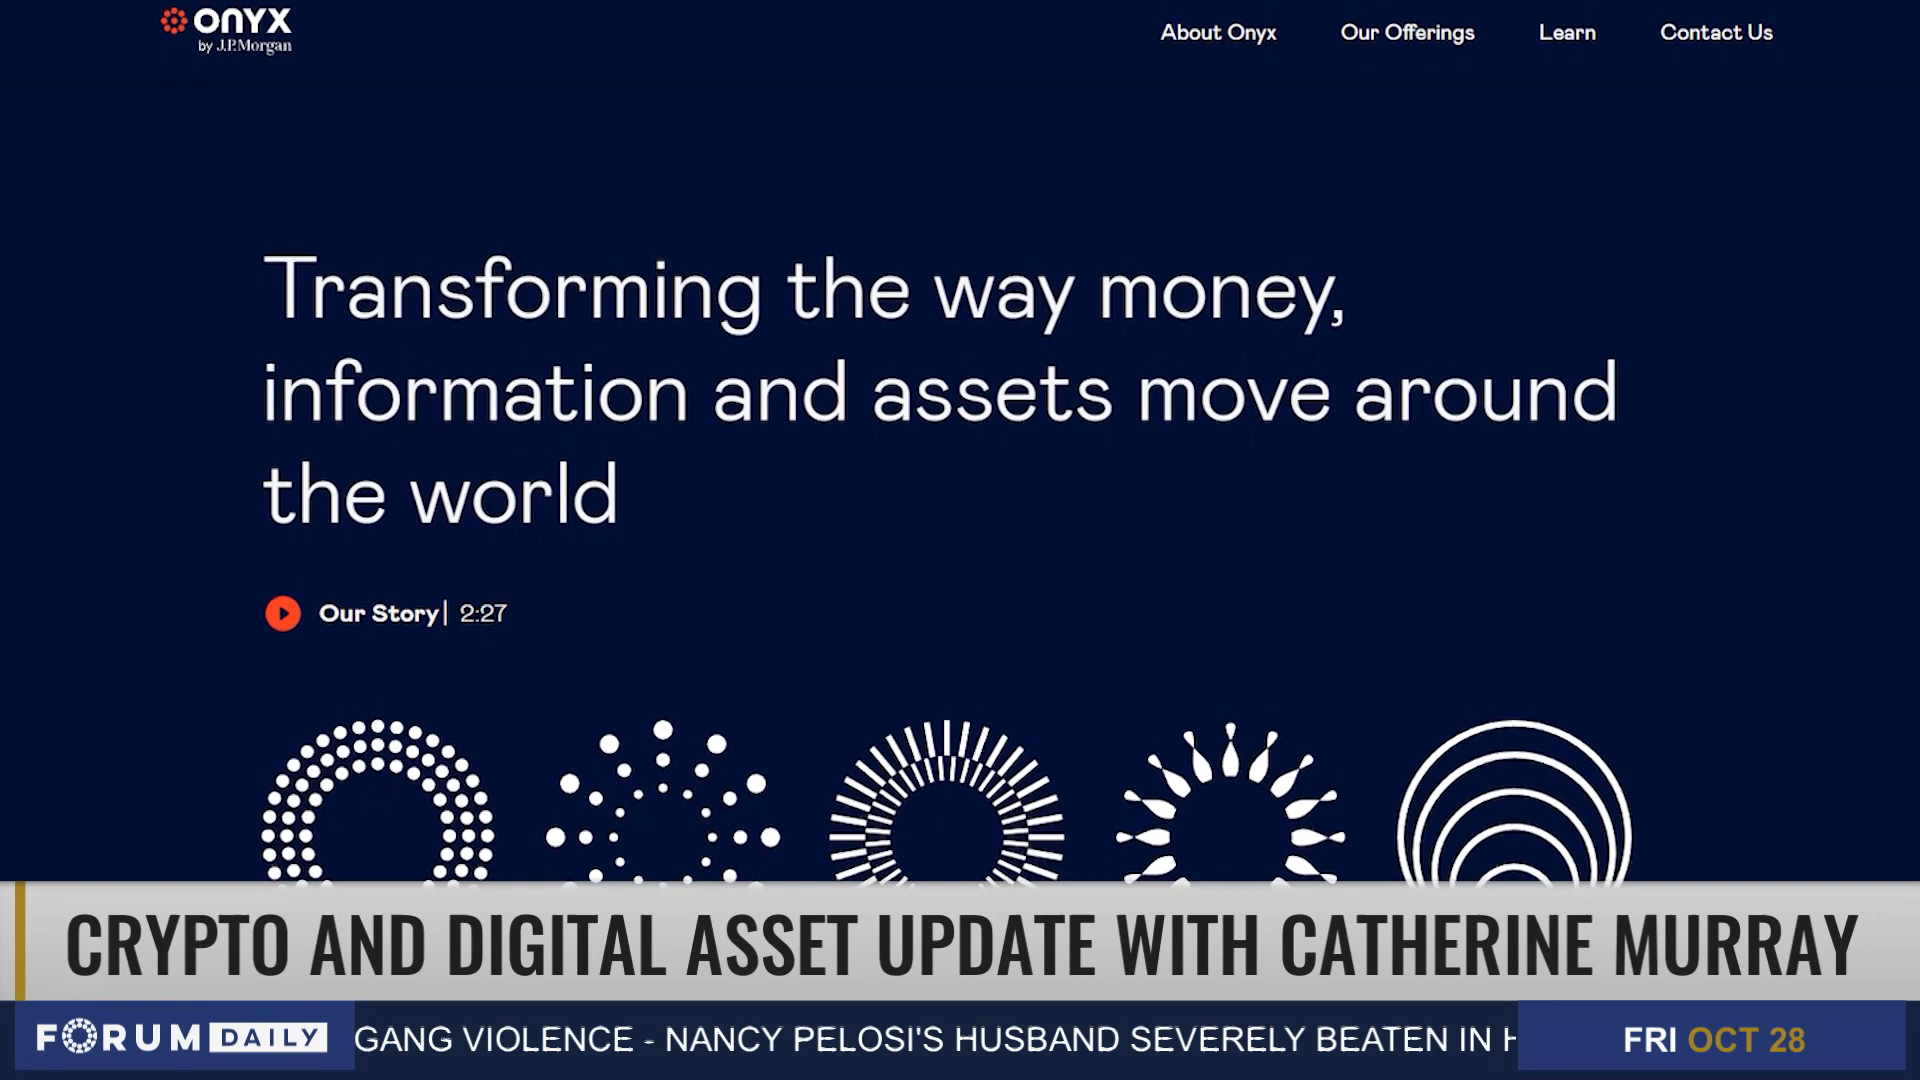 ONYX
by J.P.Morgan
About Onyx
Our Offerings
Learn
Contact Us
Transforming the way money,
information and assets move around
the world
Our Story| 2:27
CRYPTO AND DIGITAL ASSET UPDATE WITH CATHERINE MURRAY
FORUM DAILY
GANG VIOLENCE - NANCY PELOSI'S HUSBAND SEVERELY BEATEN IN
FRI OCT 28